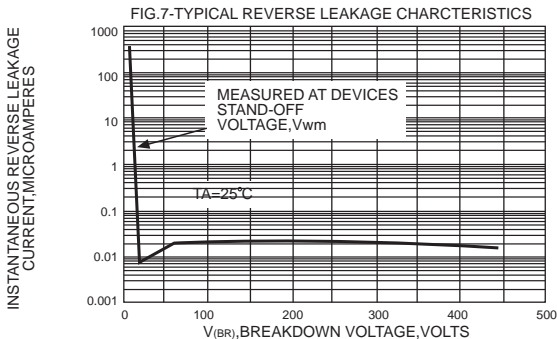 FIG.7-TYPICAL REVERSE LEAKAGE CHARCTERISTICS
INSTANTANEOUS REVERSE LEAKAGE
CURRENT,MICROAMPERES
1000
100
10
1
0.1
0.01
0.001
MEASURED AT DEVICES
STAND-OFF
VOLTAGE,Vwm
TA=25°C
0 100 200 300 400 500
V(BR),BREAKDOWN VOLTAGE,VOLTS